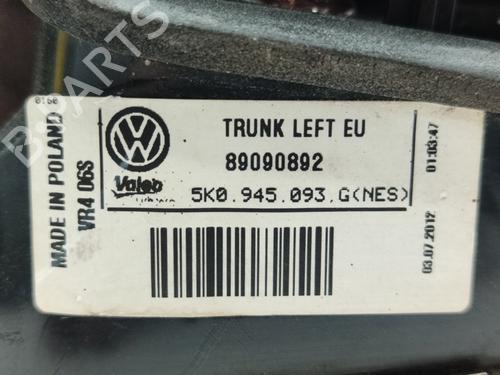 0160
MADE IN POLAND
VR4 06S
TRUNK LEFT EU
89090892
Valeo
5K0.945.093.G(NES)
01:03:47
03.07.2012
B-Parts